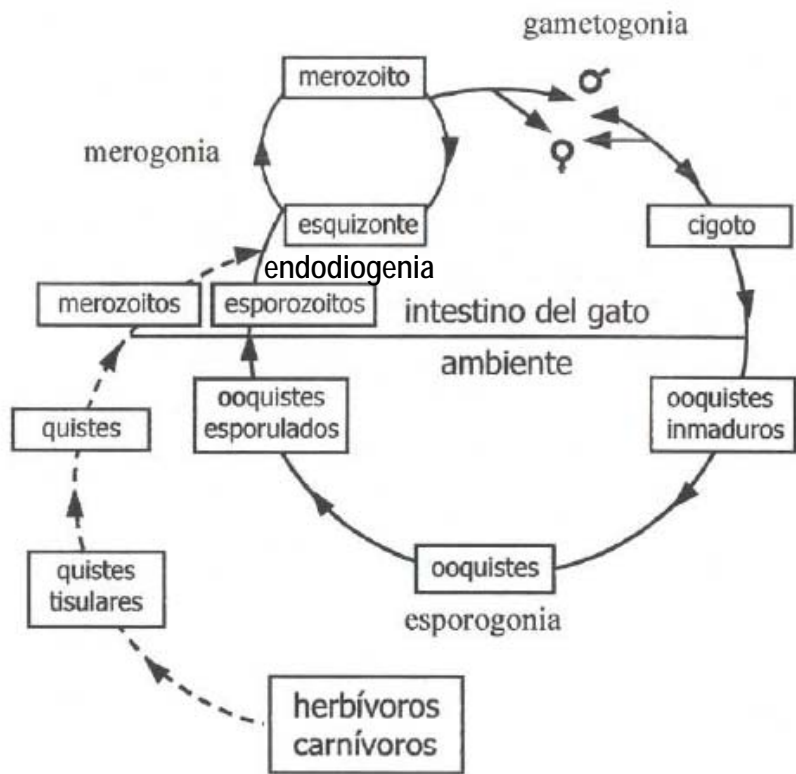 gametogonia
merozoito
merogonia
esquizonte
cigoto
endodiogenia
merozoitos
esporozoitos
intestino del gato
ambiente
ooquistes
esporulados
ooquistes
inmaduros
quistes
ooquistes
quistes
tisulares
esporogonia
herbívoros
carnívoros